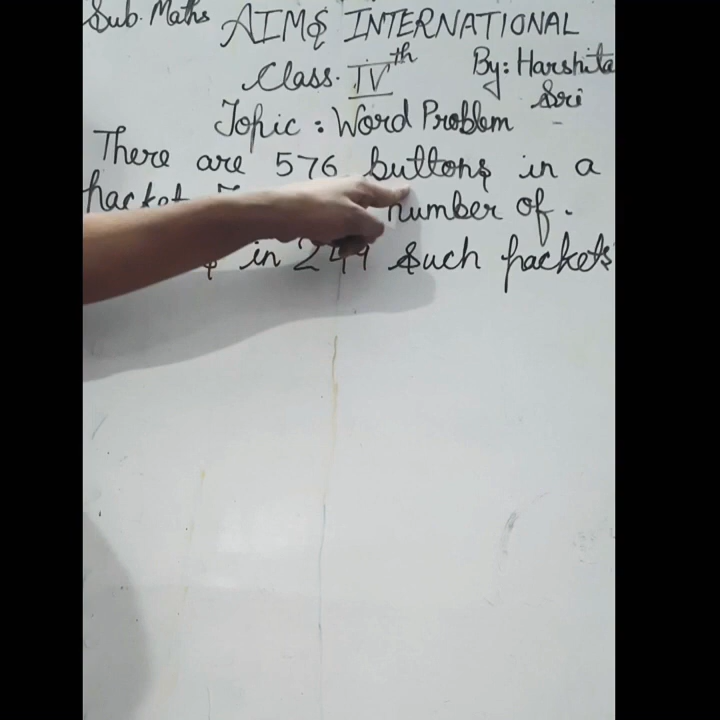 Sub. Maths
AIMS INTERNATIONAL
Class. IVth
By: Harshita
Sri
Topic: Word Problem
There are 576 buttons in a
packet
number of.
in 249 such packets